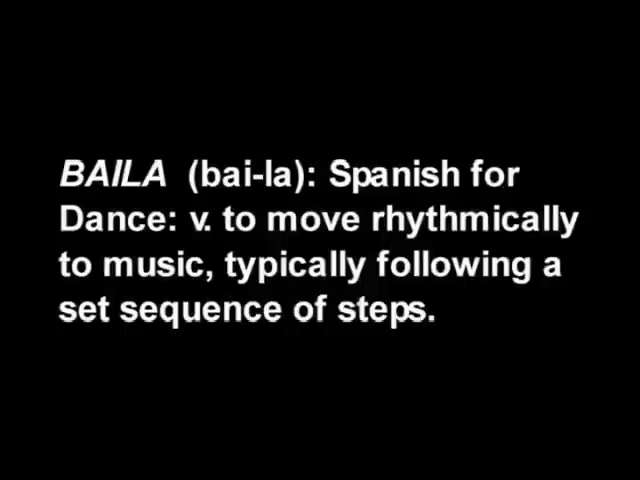 BAILA (bai-la): Spanish for
Dance: v. to move rhythmically
to music, typically following a
set sequence of steps.